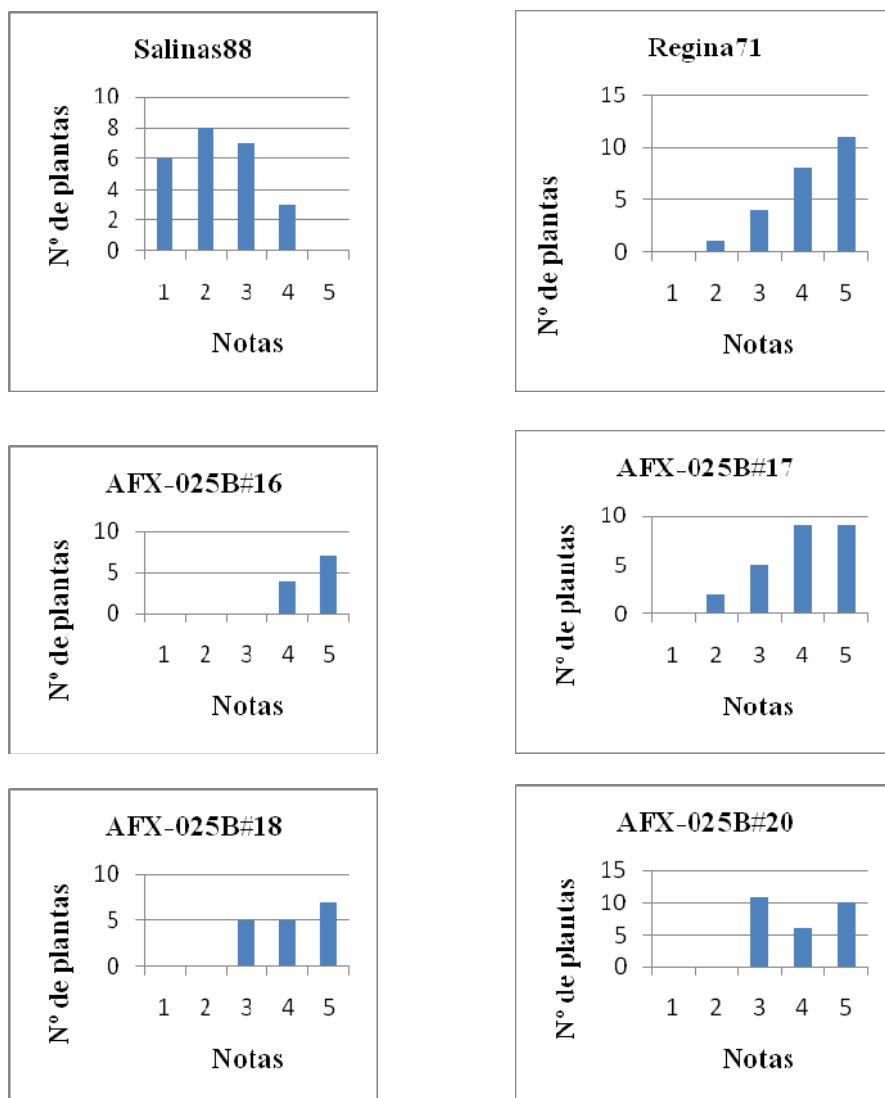 Salinas88
Nº de plantas
10
8
6
4
2
0
1 2 3 4 5
Notas
Regina71
Nº de plantas
15
10
5
0
1 2 3 4 5
Notas
AFX-025B#16
Nº de plantas
10
5
0
1 2 3 4 5
Notas
AFX-025B#17
Nº de plantas
10
5
0
1 2 3 4 5
Notas
AFX-025B#18
Nº de plantas
10
5
0
1 2 3 4 5
Notas
AFX-025B#20
Nº de plantas
15
10
5
0
1 2 3 4 5
Notas